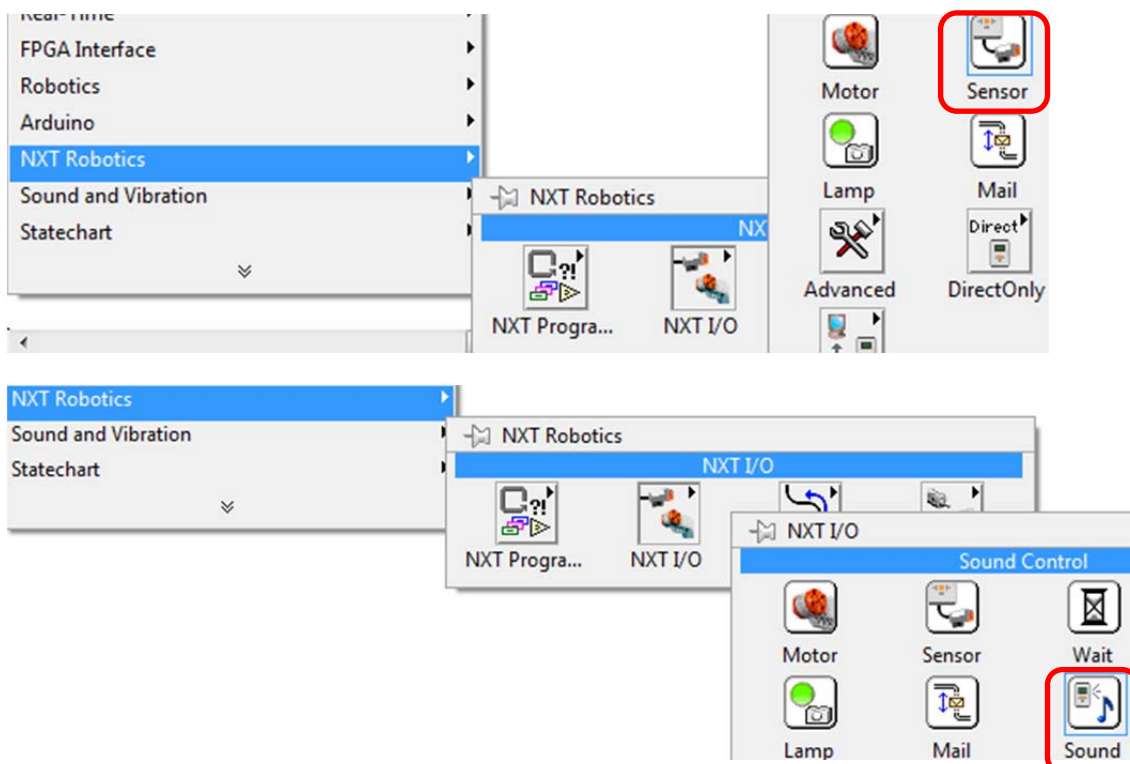 Real-Time
FPGA Interface
Robotics
Arduino
NXT Robotics
Sound and Vibration
Statechart
NXT Robotics
NX
NXT Progra...
NXT I/O
Motor
Sensor
Lamp
Mail
Direct
Advanced
DirectOnly
NXT Robotics
Sound and Vibration
Statechart
NXT Robotics
NXT I/O
?!
NXT Progra...
NXT I/O
NXT I/O
Sound Control
Motor
Sensor
Wait
Lamp
Mail
Sound